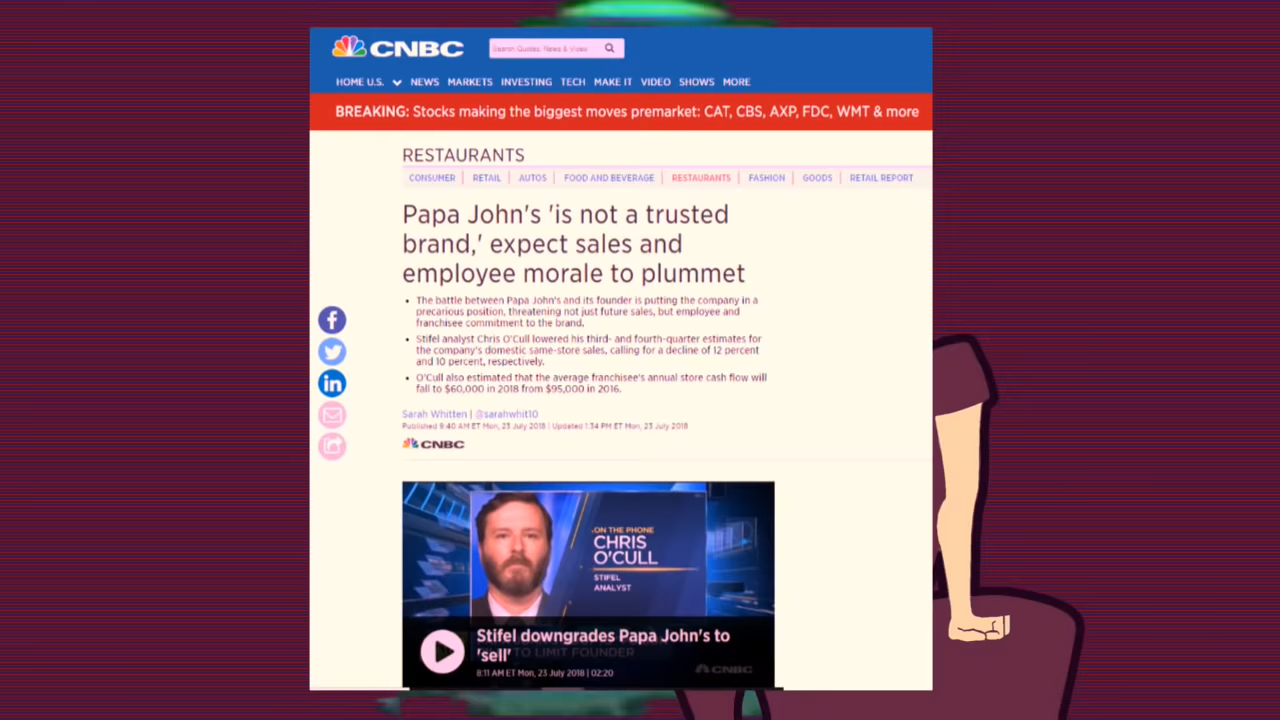 CNBC
Search Quotes, News & Video
HOME U.S. NEWS MARKETS INVESTING TECH MAKE IT VIDEO SHOWS MORE
BREAKING: Stocks making the biggest moves premarket: CAT, CBS, AXP, FDC, WMT & more
RESTAURANTS
CONSUMER | RETAIL | AUTOS | FOOD AND BEVERAGE | RESTAURANTS | FASHION | GOODS | RETAIL REPORT
Papa John's 'is not a trusted
brand,' expect sales and
employee morale to plummet
• The battle between Papa John's and its founder is putting the company in a
precarious position, threatening not just future sales, but employee and
franchisee commitment to the brand.
• Stifel analyst Chris O'Cull lowered his third- and fourth-quarter estimates for
the company's domestic same-store sales, calling for a decline of 12 percent
and 10 percent, respectively.
• O'Cull also estimated that the average franchisee's annual store cash flow will
fall to $60,000 in 2018 from $95,000 in 2016.
Sarah Whitten | @sarahwhit10
Published 9:40 AM ET Mon, 23 July 2018 | Updated 1:34 PM ET Mon, 23 July 2018
CNBC
ON THE PHONE
CHRIS
O'CULL
STIFEL
ANALYST
Stifel downgrades Papa John's to
'sell'
TO LIMIT FOUNDER
8:11 AM ET Mon, 23 July 2018 | 02:20
CNBC